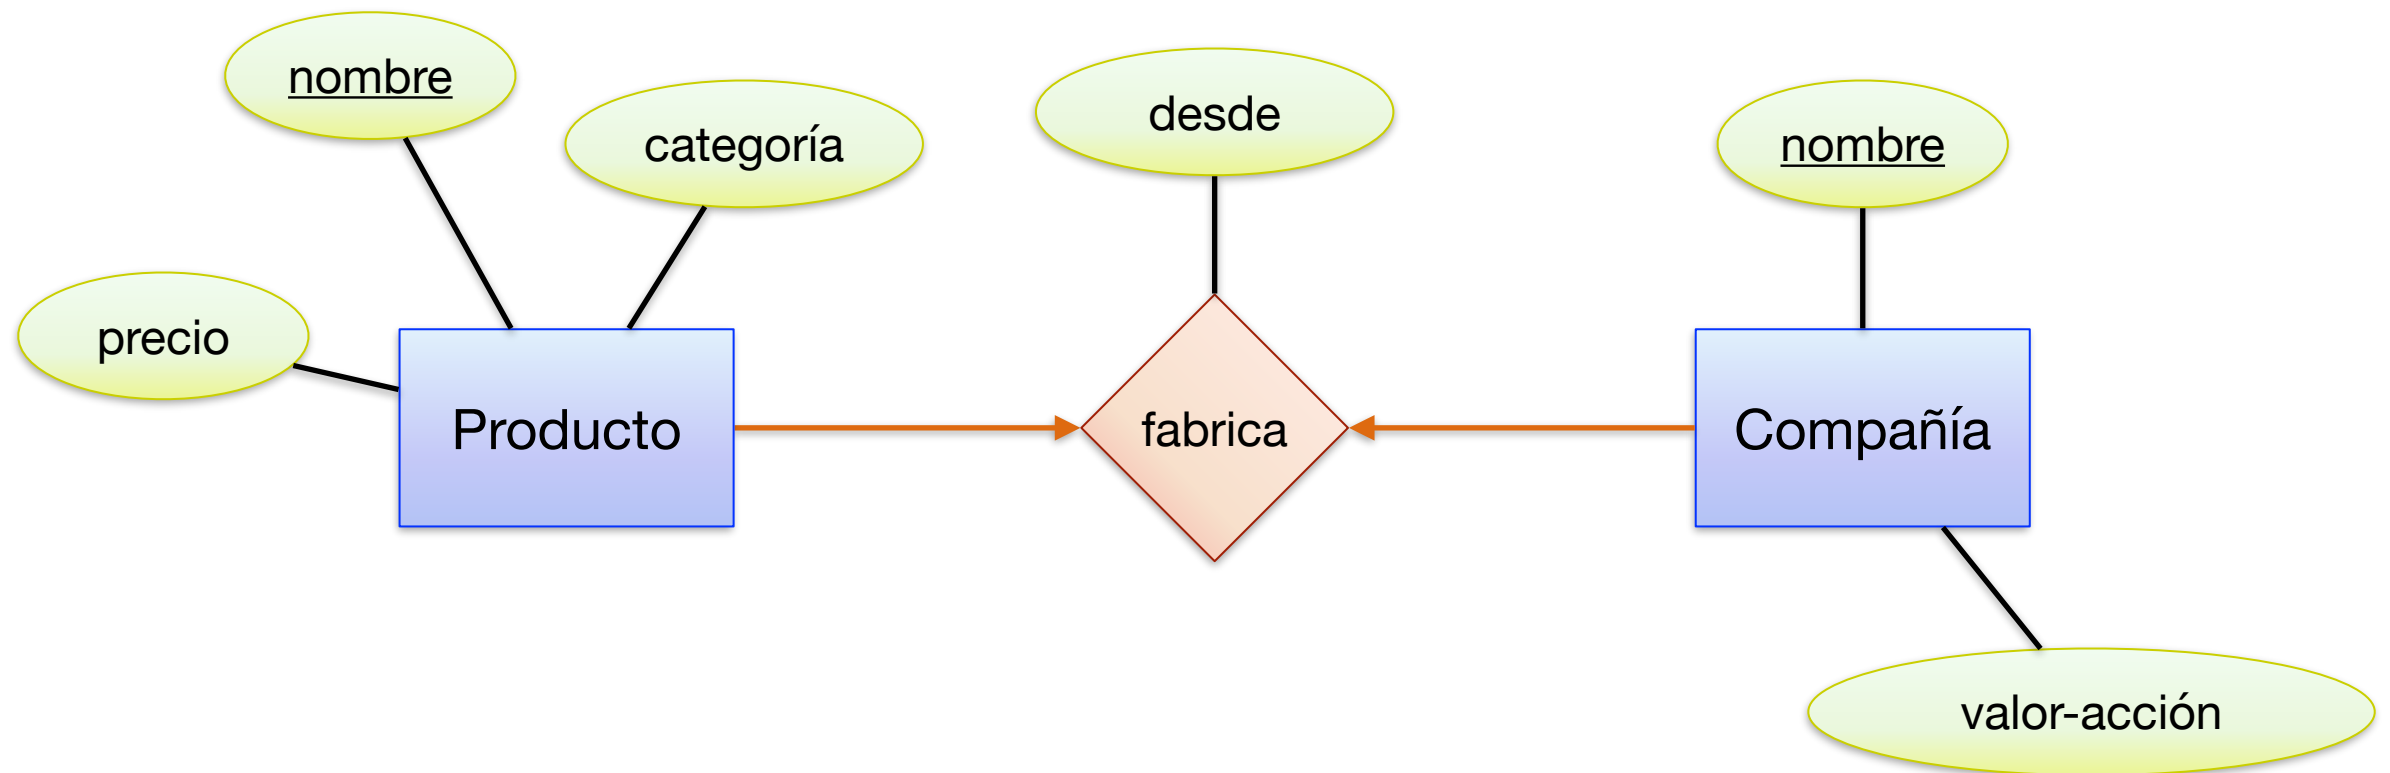 nombre
categoría
desde
nombre
precio
Producto
fabrica
Compañía
valor-acción